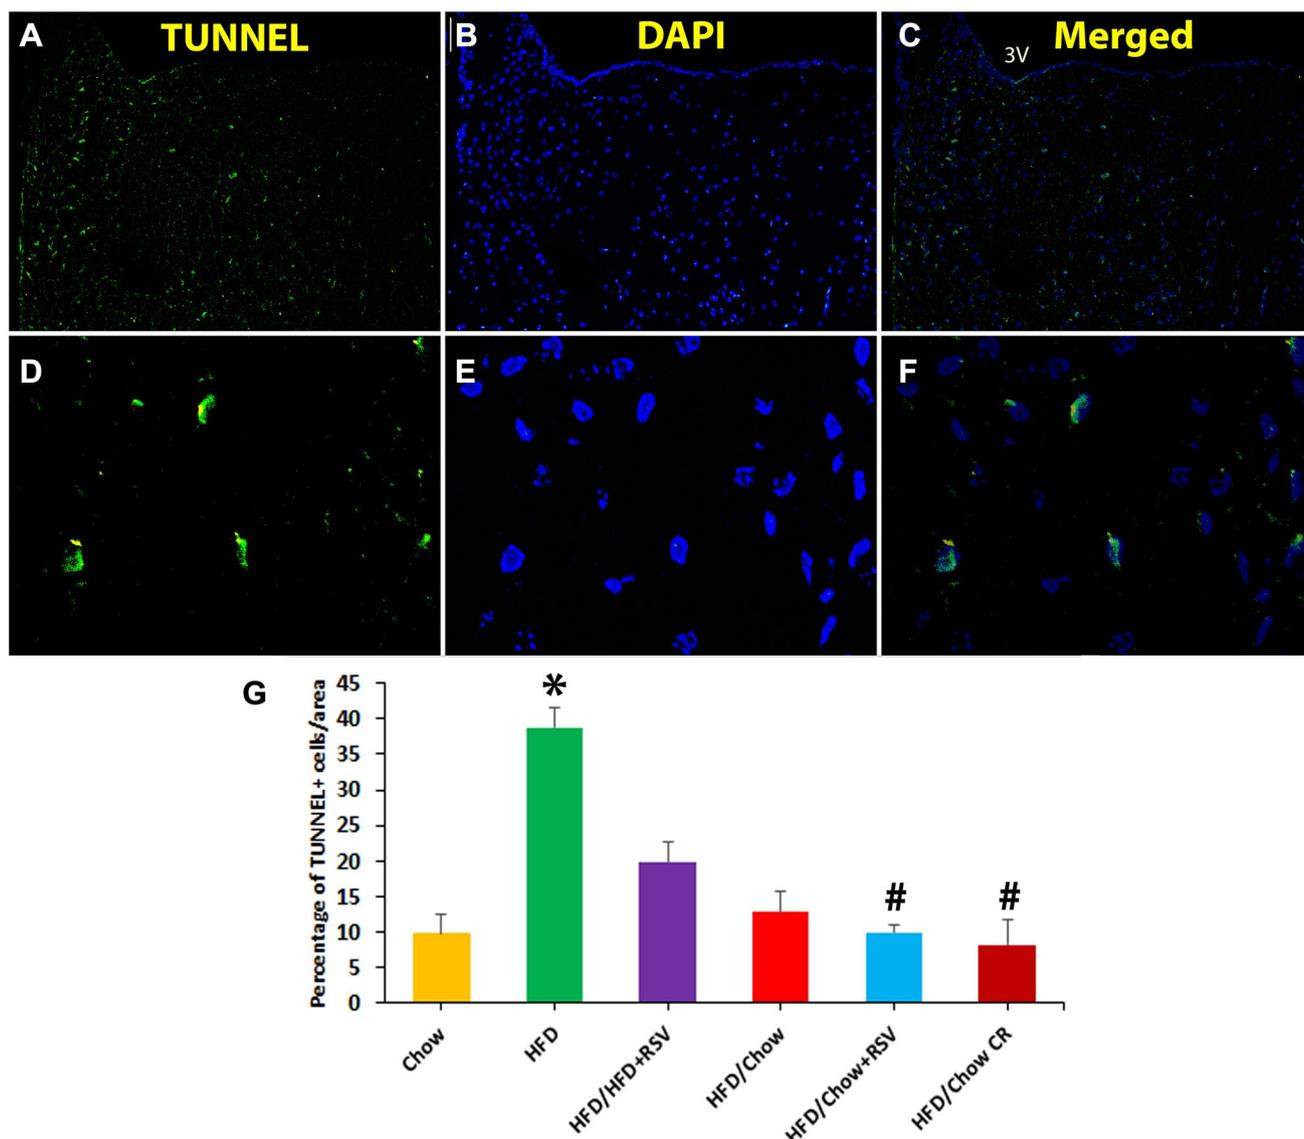 A TUNNEL
B DAPI
C 3V Merged
D
E
F
G
Percentage of TUNNEL+ cells/area
45
40
35
30
25
20
15
10
5
0
*
#
#
Chow
HFD
HFD/HFD+RSV
HFD/Chow
HFD/Chow+RSV
HFD/Chow CR